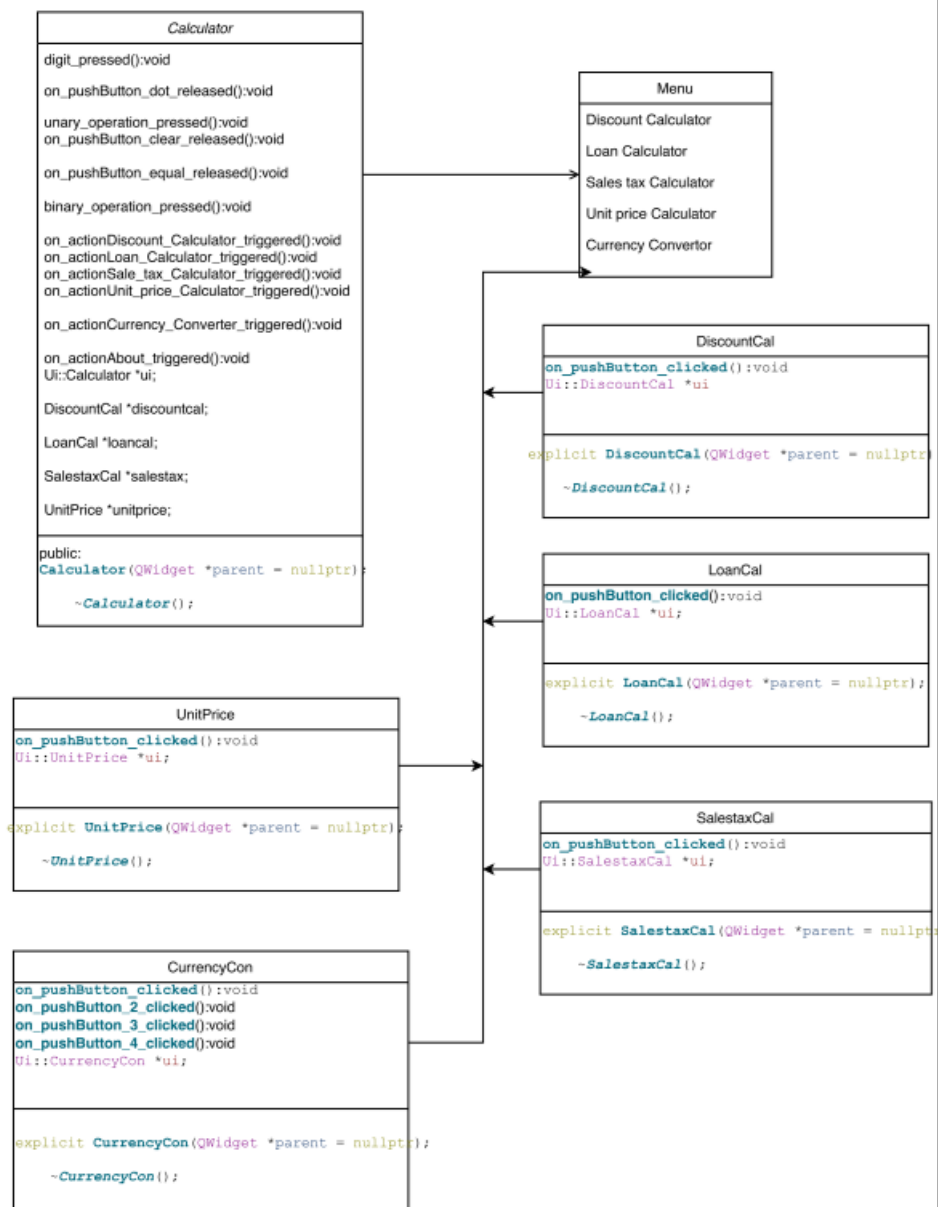 Calculator
digit_pressed():void
on_pushButton_dot_released():void
unary_operation_pressed():void
on_pushButton_clear_released():void
on_pushButton_equal_released():void
binary_operation_pressed():void
on_actionDiscount_Calculator_triggered():void
on_actionLoan_Calculator_triggered():void
on_actionSale_tax_Calculator_triggered():void
on_actionUnit_price_Calculator_triggered():void
on_actionCurrency_Converter_triggered():void
on_actionAbout_triggered():void
Ui::Calculator *ui;
DiscountCal *discountcal;
LoanCal *loancal;
SalestaxCal *salestax;
UnitPrice *unitprice;
public:
Calculator(QWidget *parent = nullptr);
~Calculator();
Menu
Discount Calculator
Loan Calculator
Sales tax Calculator
Unit price Calculator
Currency Convertor
DiscountCal
on_pushButton_clicked():void
Ui::DiscountCal *ui
explicit DiscountCal(QWidget *parent = nullptr)
~DiscountCal();
LoanCal
on_pushButton_clicked():void
Ui::LoanCal *ui;
explicit LoanCal(QWidget *parent = nullptr);
~LoanCal();
UnitPrice
on_pushButton_clicked():void
Ui::UnitPrice *ui;
explicit UnitPrice(QWidget *parent = nullptr);
~UnitPrice();
SalestaxCal
on_pushButton_clicked():void
Ui::SalestaxCal *ui;
explicit SalestaxCal(QWidget *parent = nullpt
~SalestaxCal();
CurrencyCon
on_pushButton_clicked():void
on_pushButton_2_clicked():void
on_pushButton_3_clicked():void
on_pushButton_4_clicked():void
Ui::CurrencyCon *ui;
explicit CurrencyCon(QWidget *parent = nullptr);
~CurrencyCon();